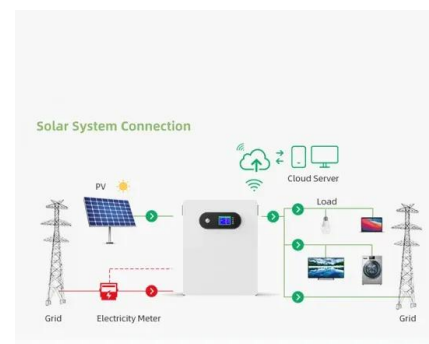 Solar System Connection
Cloud Server
PV
Load
Grid
Electricity Meter
Grid